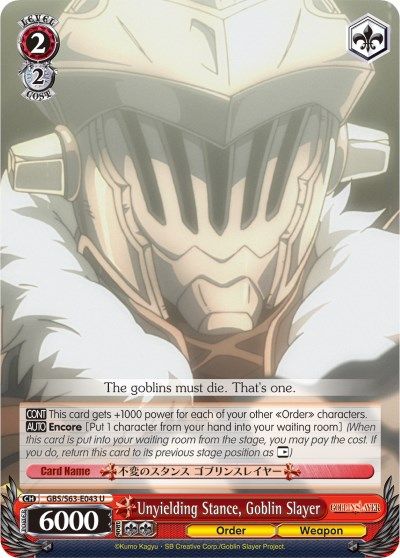 LEVEL
2
2
COST
The goblins must die. That's one.
CONT This card gets +1000 power for each of your other «Order» characters.
AUTO Encore [Put 1 character from your hand into your waiting room] (When
this card is put into your waiting room from the stage, you may pay the cost. If
you do, return this card to its previous stage position as )
Card Name 不変のスタンス ゴブリンスレイヤー
CH GBS/S63-E043 U
Unyielding Stance, Goblin Slayer
GOBLIN SLAYER
POWER 6000
Order Weapon
©Kumo Kagyu・SB Creative Corp./Goblin Slayer Project.